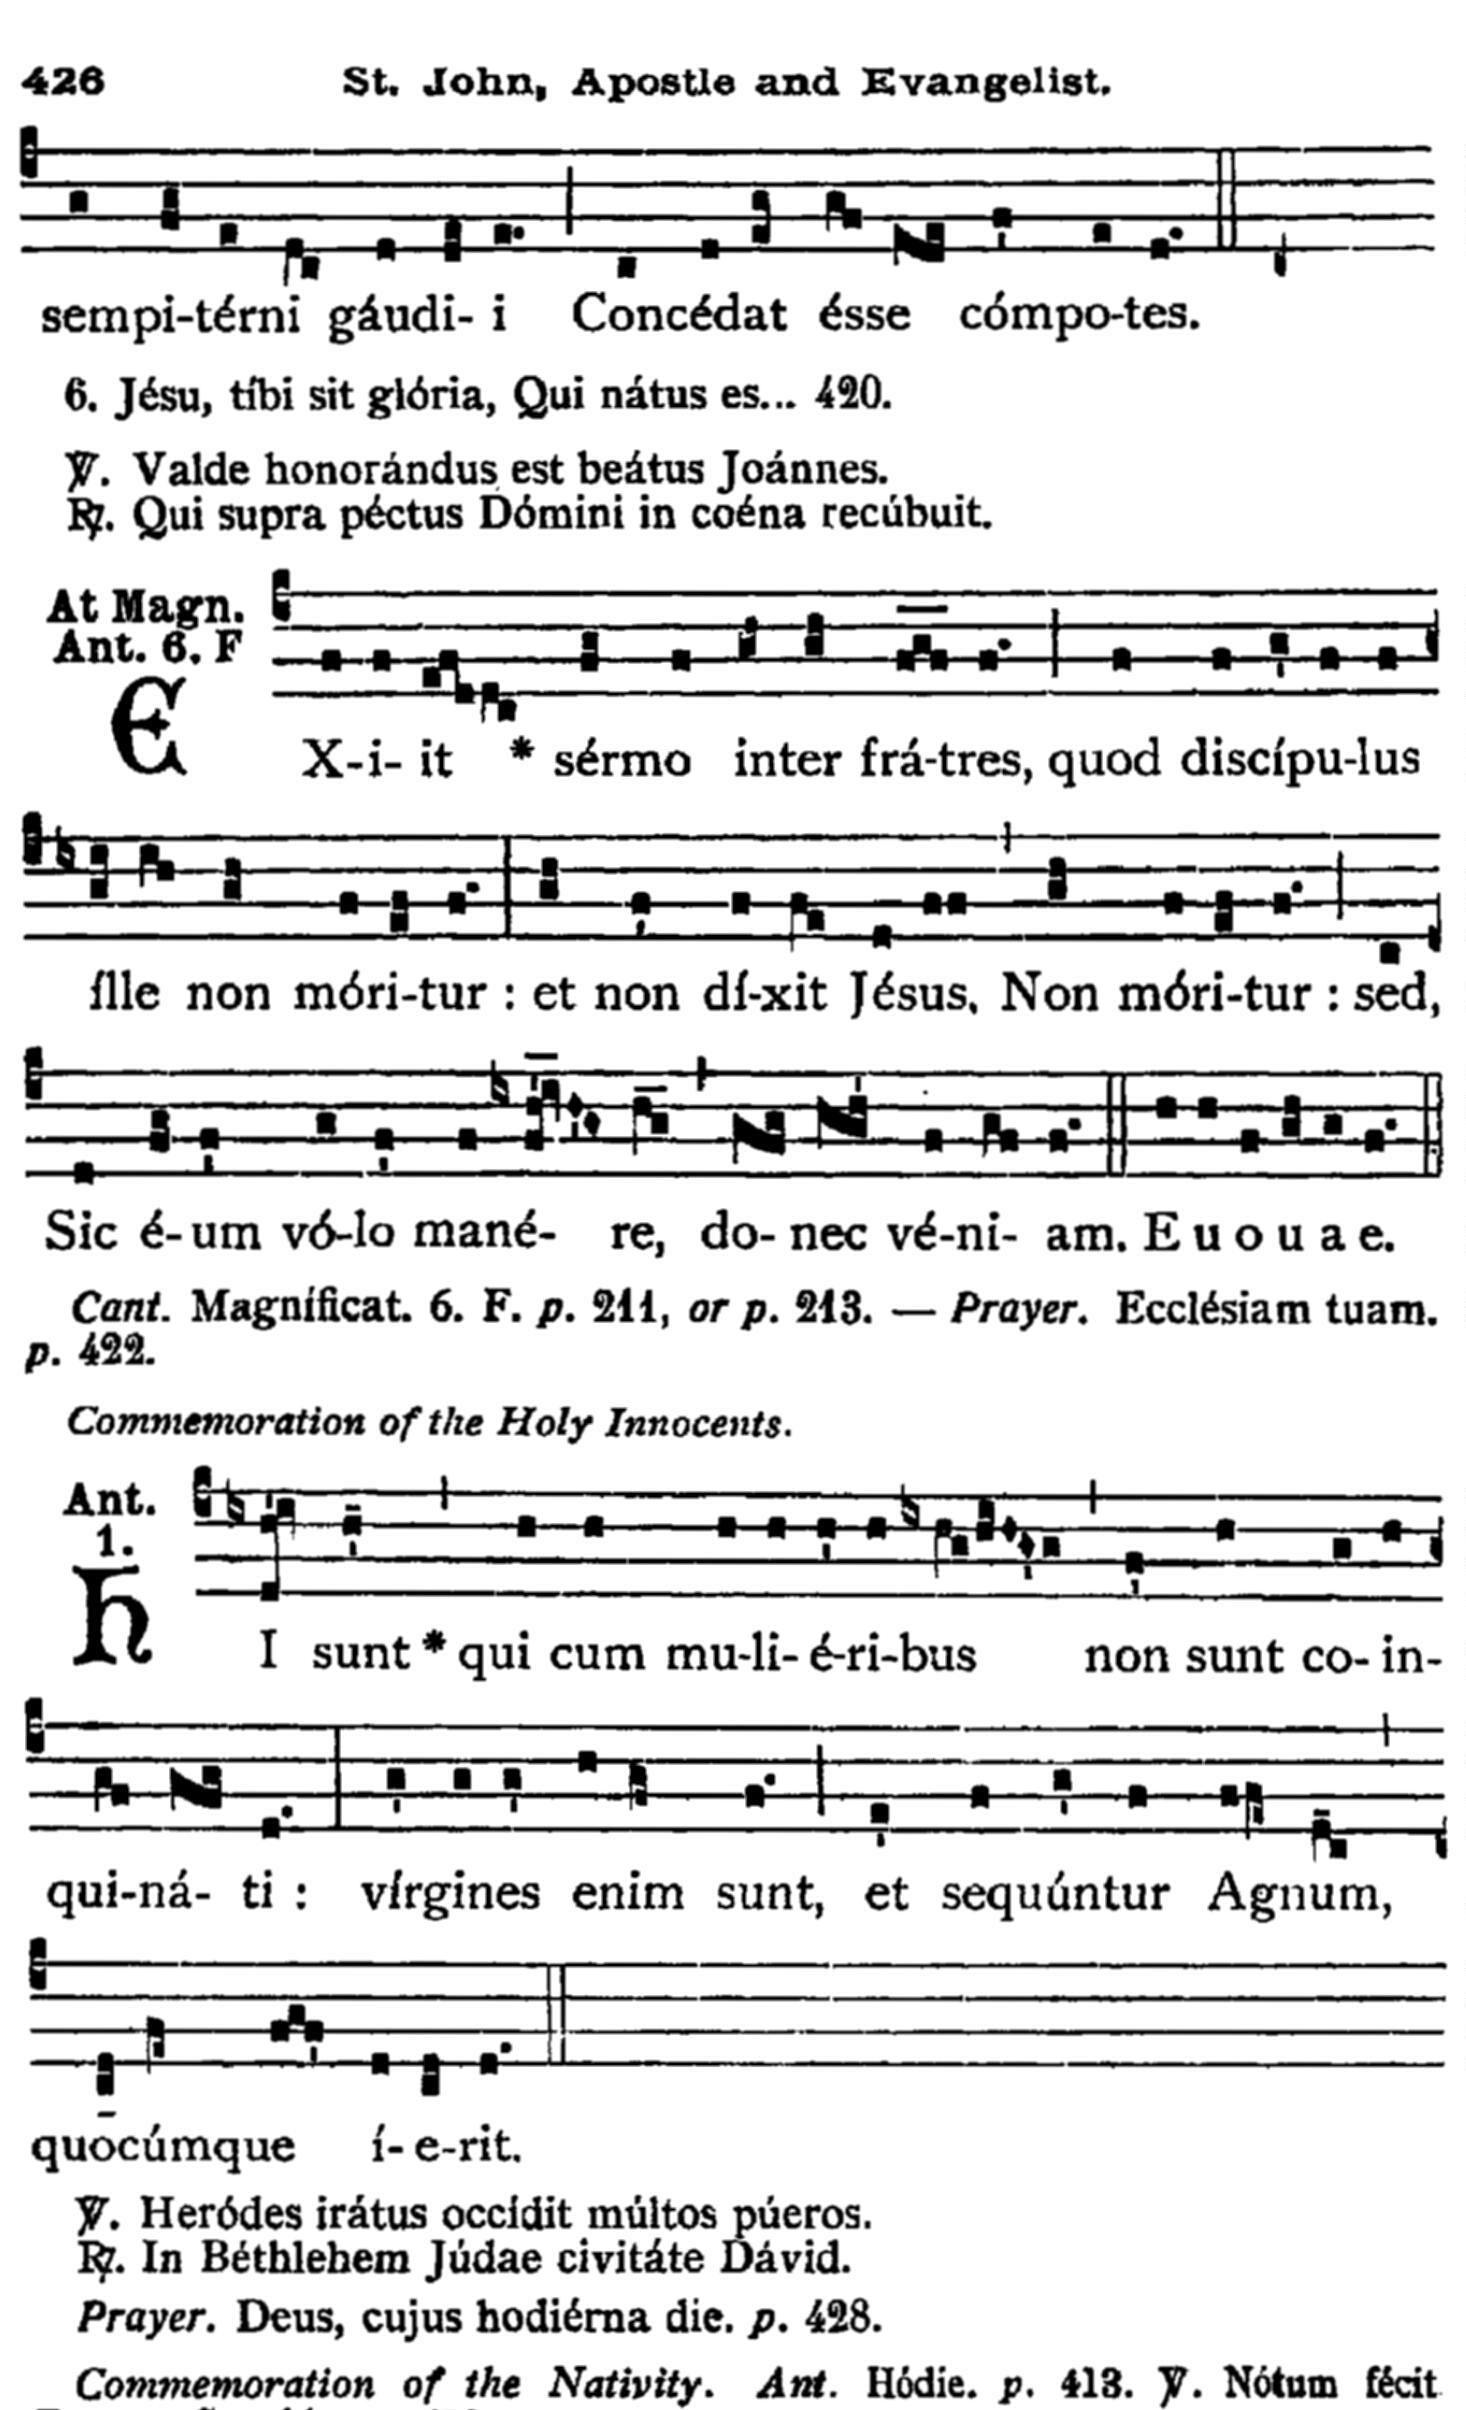 426 St. John, Apostle and Evangelist.
sempi-térni gáudi- i Concédat ésse cómpo-tes.
6. Jésu, tíbi sit glória, Qui nátus es... 420.
℣. Valde honorándus est beátus Joánnes.
℟. Qui supra péctus Dómini in coéna recúbuit.
At Magn.
Ant. 6. F
EX-i- it * sérmo inter frá-tres, quod discípu-lus
ílle non móri-tur : et non dí-xit Jésus, Non móri-tur : sed,
Sic é-um vó-lo mané- re, do- nec vé-ni- am. E u o u a e.
Cant. Magníficat. 6. F. p. 211, or p. 213. — Prayer. Ecclésiam tuam.
p. 422.
Commemoration of the Holy Innocents.
Ant.
1.
HI sunt * qui cum mu-li- é-ri-bus non sunt co- in-
qui-ná- ti : vírgines enim sunt, et sequúntur Agnum,
quocúmque í- e-rit.
℣. Heródes irátus occídit múltos púeros.
℟. In Béthlehem Júdae civitáte Dávid.
Prayer. Deus, cujus hodiérna die. p. 428.
Commemoration of the Nativity. Ant. Hódie. p. 413. ℣. Nótum fécit